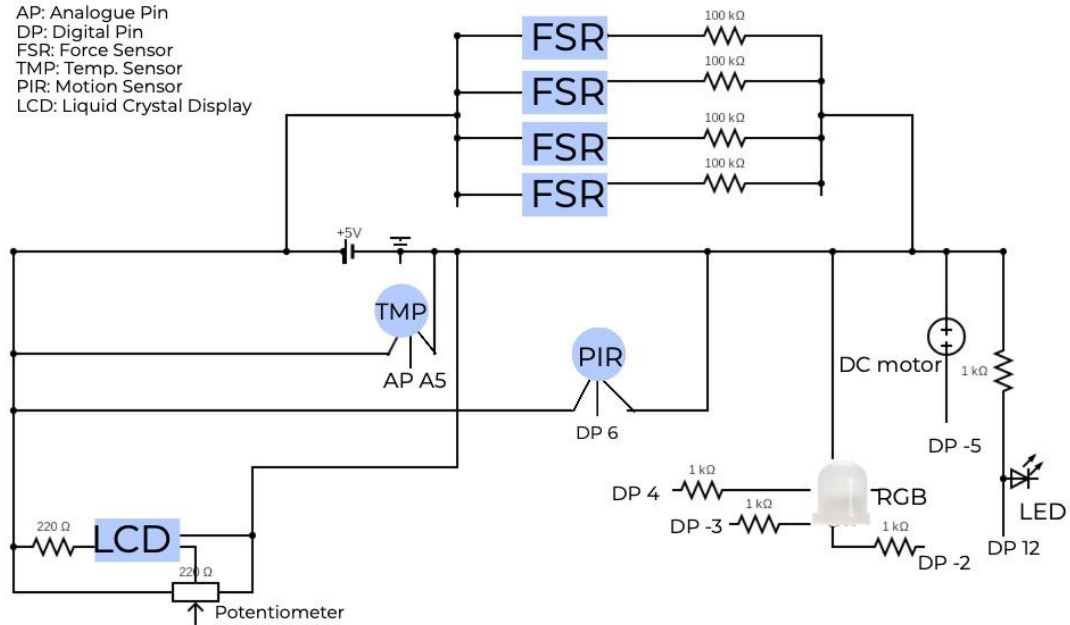 AP: Analogue Pin
DP: Digital Pin
FSR: Force Sensor
TMP: Temp. Sensor
PIR: Motion Sensor
LCD: Liquid Crystal Display
FSR
100 kΩ
FSR
100 kΩ
FSR
100 kΩ
FSR
100 kΩ
+5V
TMP
AP A5
PIR
DP 6
DC motor
1 kΩ
DP -5
DP 4
1 kΩ
RGB
DP -3
1 kΩ
1 kΩ
DP -2
LED
DP 12
220 Ω
LCD
220 Ω
Potentiometer